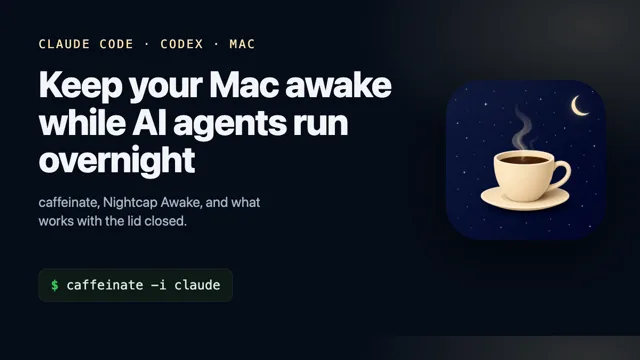 CLAUDE CODE · CODEX · MAC
Keep your Mac awake
while AI agents run
overnight
caffeinate, Nightcap Awake, and what
works with the lid closed.
$ caffeinate -i claude